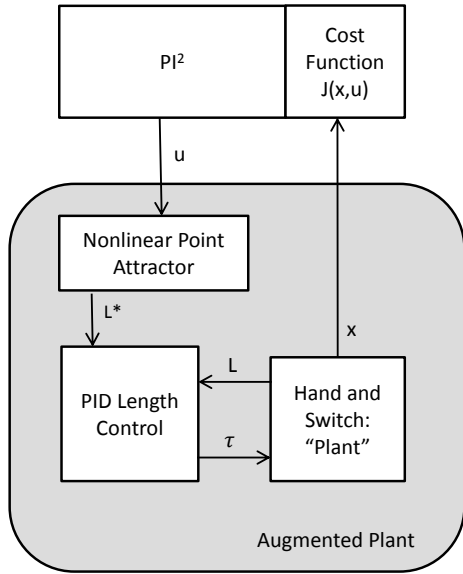 PI²
Cost
Function
J(x,u)
u
Nonlinear Point
Attractor
L*
x
PID Length
Control
L
τ
Hand and
Switch:
“Plant”
Augmented Plant